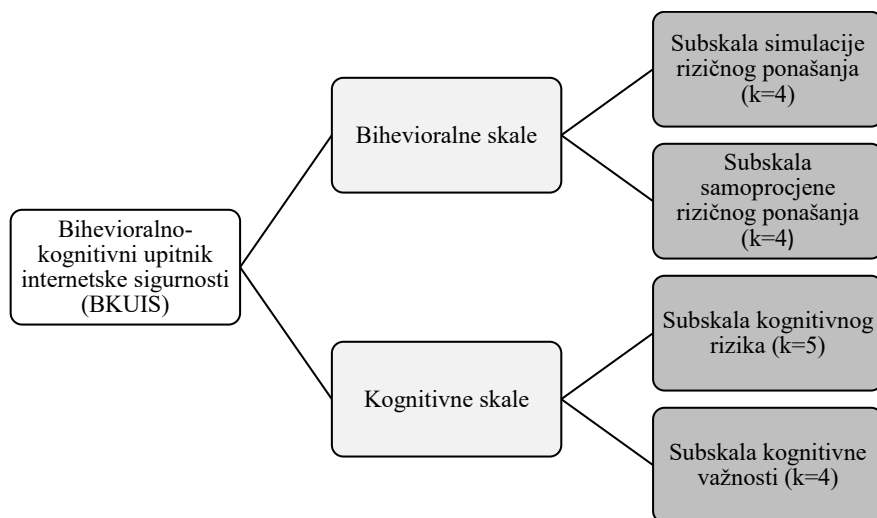 Bihevioralno-
kognitivni upitnik
internetske sigurnosti
(BKUIS)
Bihevioralne skale
Subskala simulacije
rizičnog ponašanja
(k=4)
Subskala
samoprocjene
rizičnog ponašanja
(k=4)
Kognitivne skale
Subskala kognitivnog
rizika (k=5)
Subskala kognitivne
važnosti (k=4)